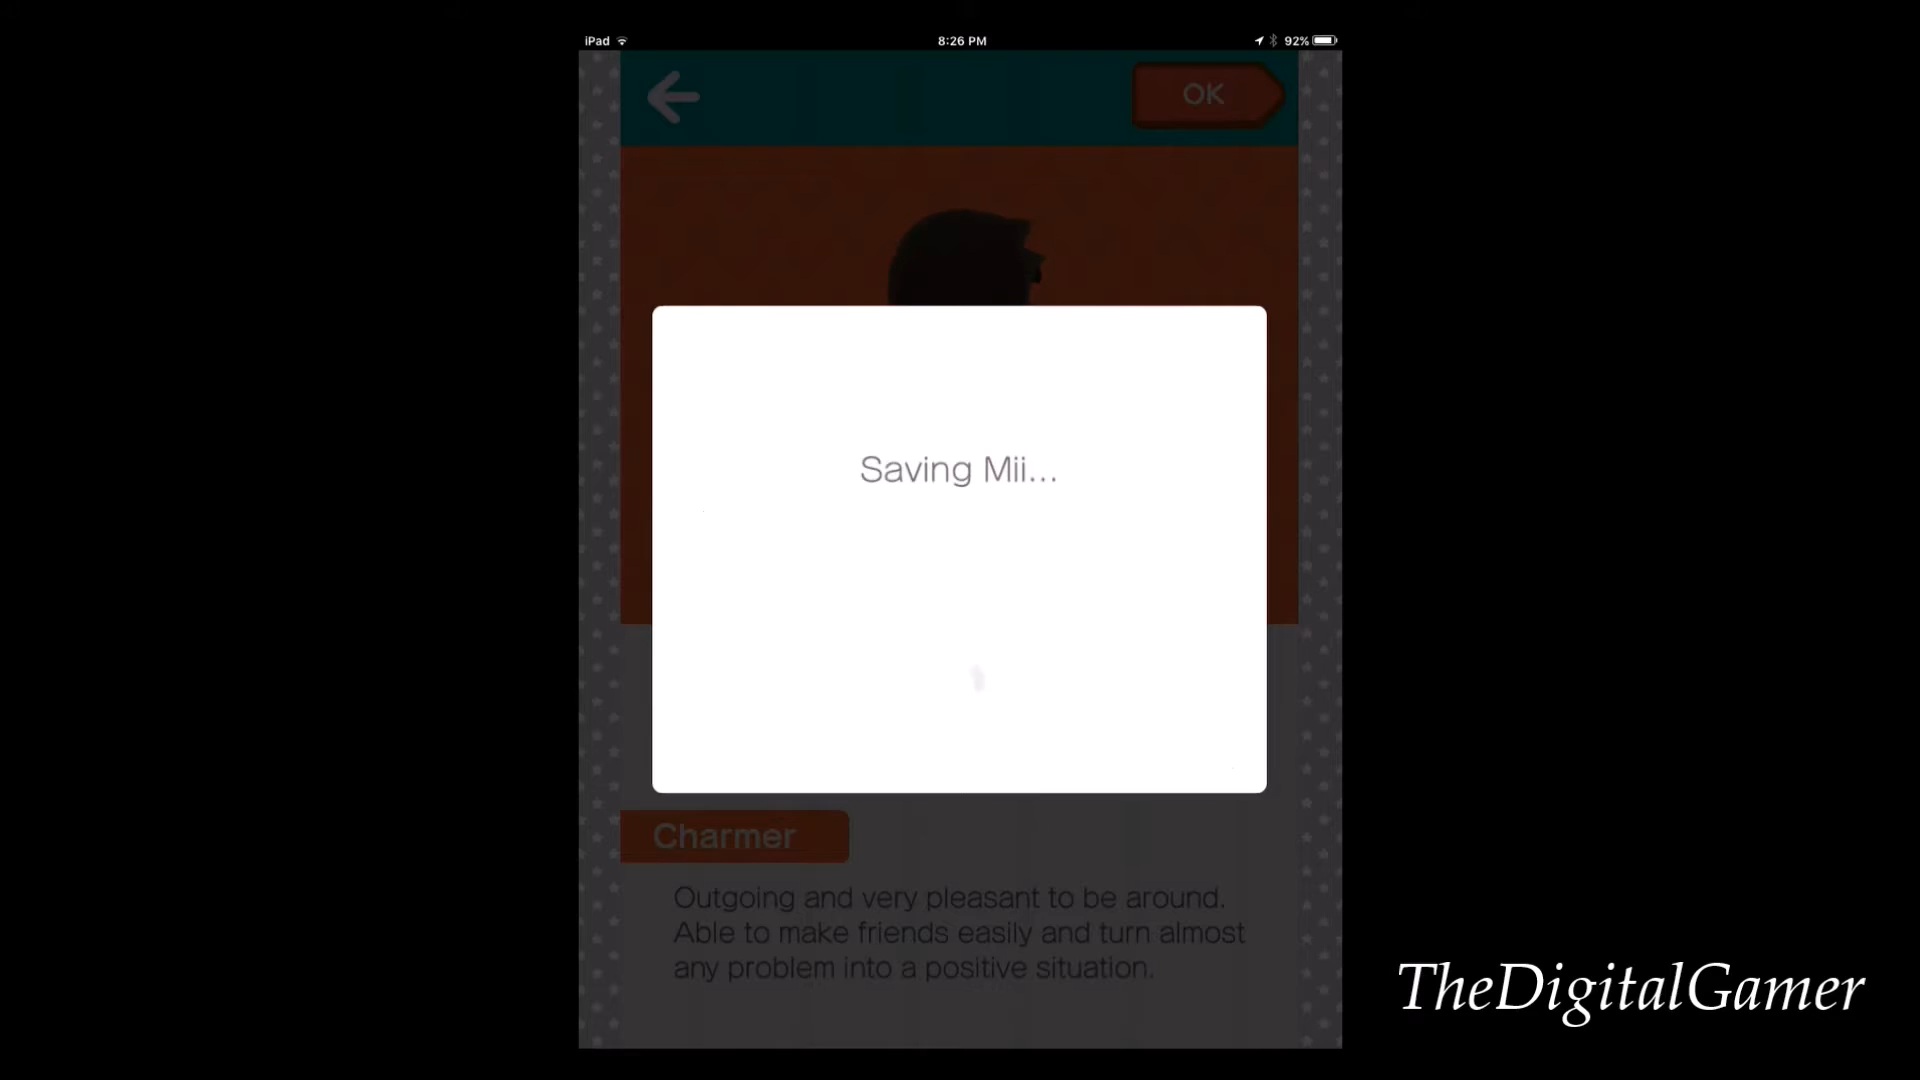 iPad 8:26 PM 92%
OK
Saving Mii...
Charmer
Outgoing and very pleasant to be around.
Able to make friends easily and turn almost
any problem into a positive situation.
TheDigitalGamer